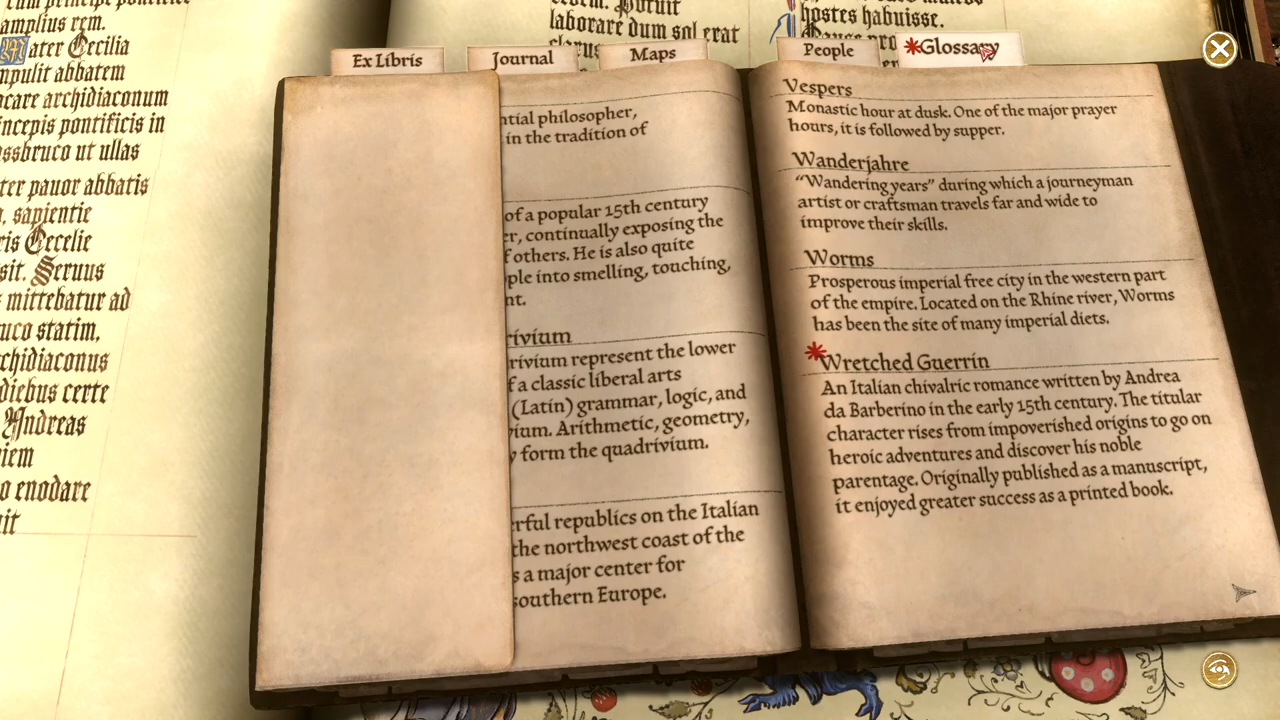 amplius rem.
Mater Cecilia
npulit abbatem
acare archidiaconum
incepis pontificis in
assbruco ut ullas
ter pauor abbatis
, sapientie
ris Cecelie
sit. Seruus
mittebatur ad
uco statim,
rchidiaconus
diebus certe
Andreas
iem
o enodare
uit
laborare dum sol erat
hostes habuisse.
Ex Libris
Journal
Maps
People
*Glossary
ntial philosopher,
in the tradition of
of a popular 15th century
er, continually exposing the
f others. He is also quite
ple into smelling, touching,
nt.
rivium
rivium represent the lower
f a classic liberal arts
(Latin) grammar, logic, and
vium. Arithmetic, geometry,
y form the quadrivium.
rful republics on the Italian
the northwest coast of the
s a major center for
southern Europe.
Vespers
Monastic hour at dusk. One of the major prayer
hours, it is followed by supper.
Wanderjahre
“Wandering years” during which a journeyman
artist or craftsman travels far and wide to
improve their skills.
Worms
Prosperous imperial free city in the western part
of the empire. Located on the Rhine river, Worms
has been the site of many imperial diets.
*Wretched Guerrin
An Italian chivalric romance written by Andrea
da Barberino in the early 15th century. The titular
character rises from impoverished origins to go on
heroic adventures and discover his noble
parentage. Originally published as a manuscript,
it enjoyed greater success as a printed book.